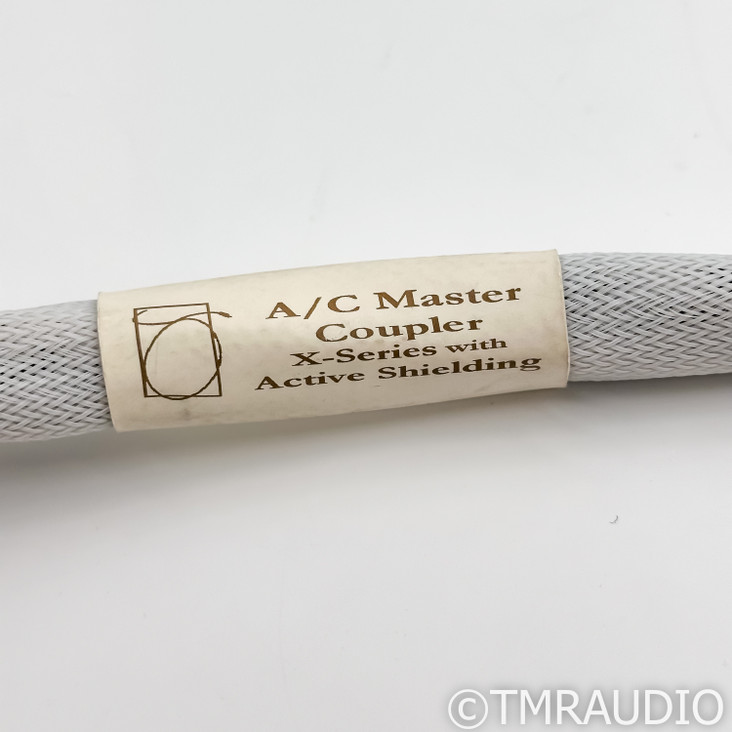 A/C Master
Coupler
X-Series with
Active Shielding
©TMRAUDIO